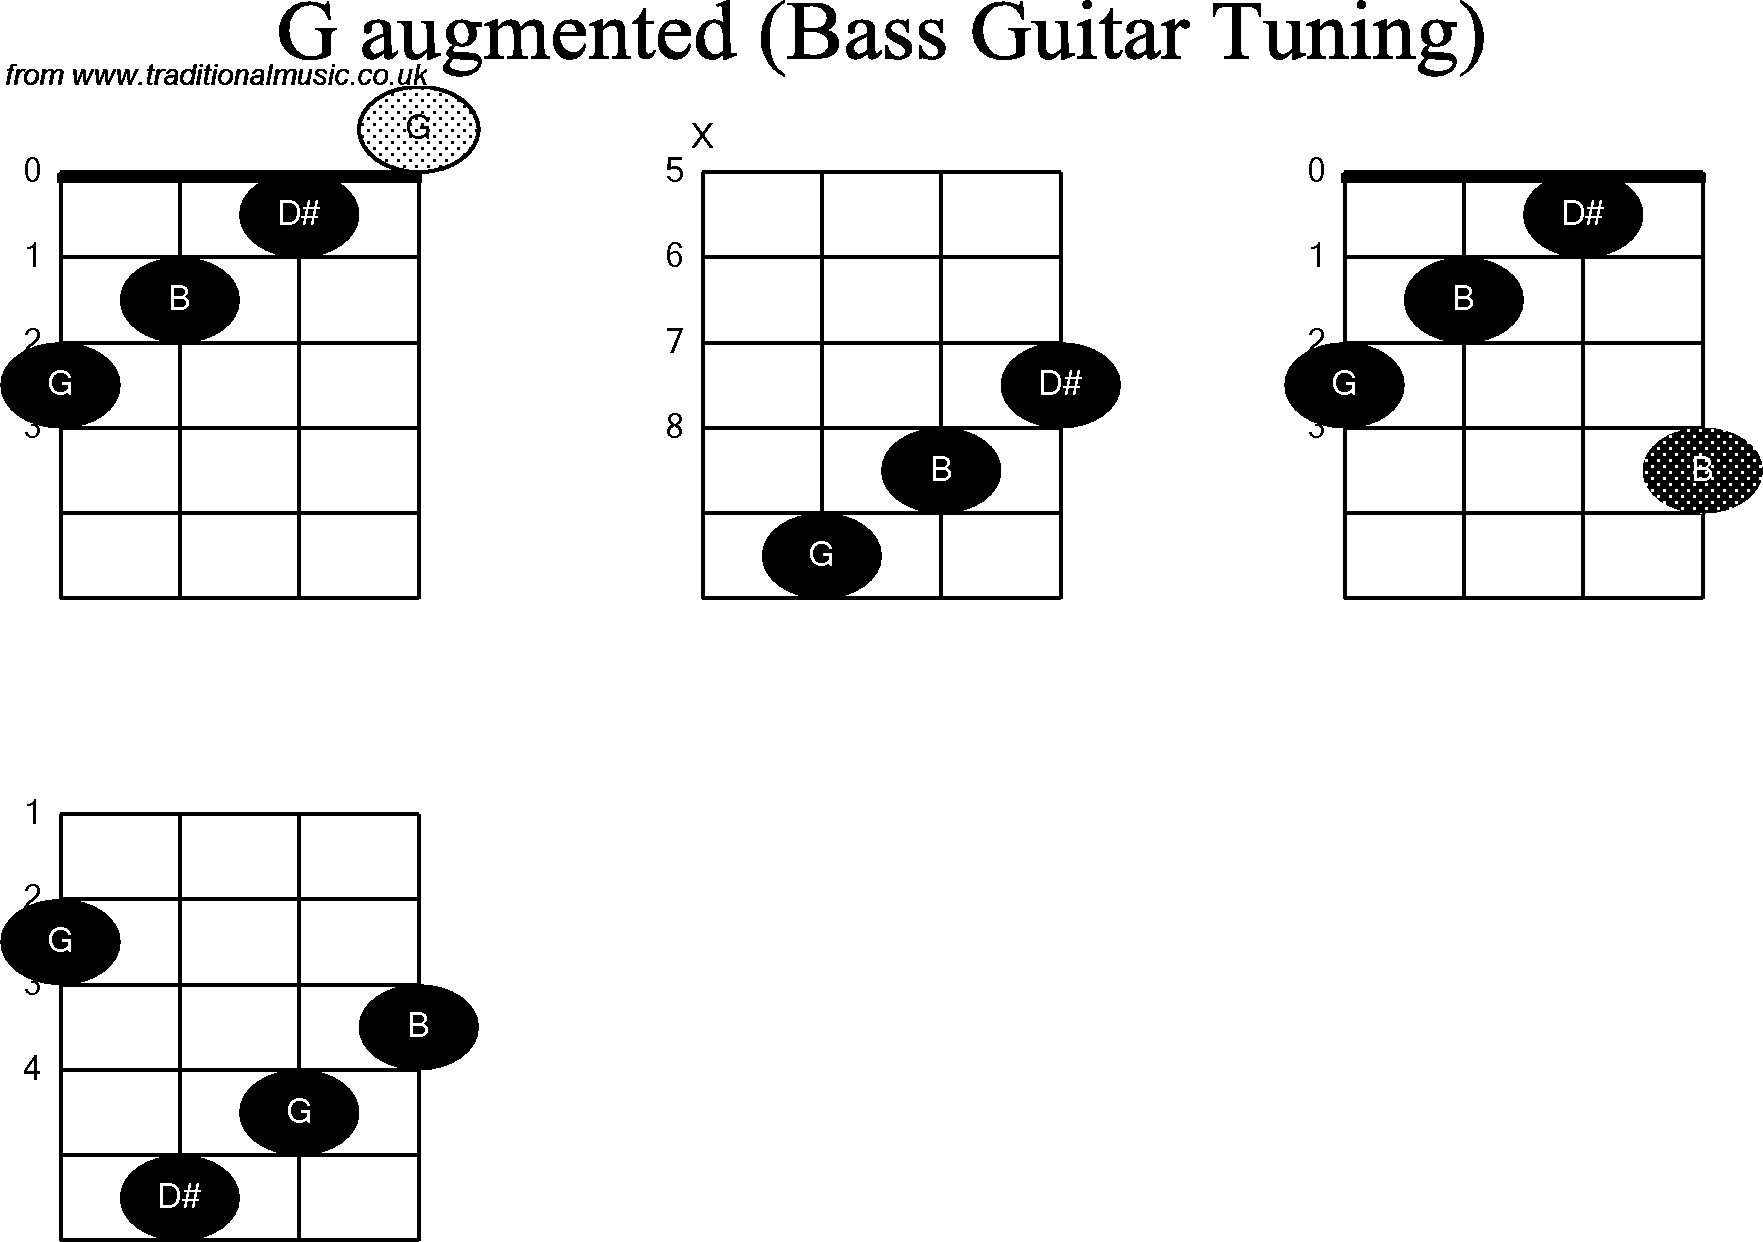 G augmented (Bass Guitar Tuning)
from www.traditionalmusic.co.uk
G
X
0 D#
1 B
2 G
3
5
6
7 D#
8 B
G
0 D#
1 B
2 G
3 B
1
2 G
3 B
4 G
D#